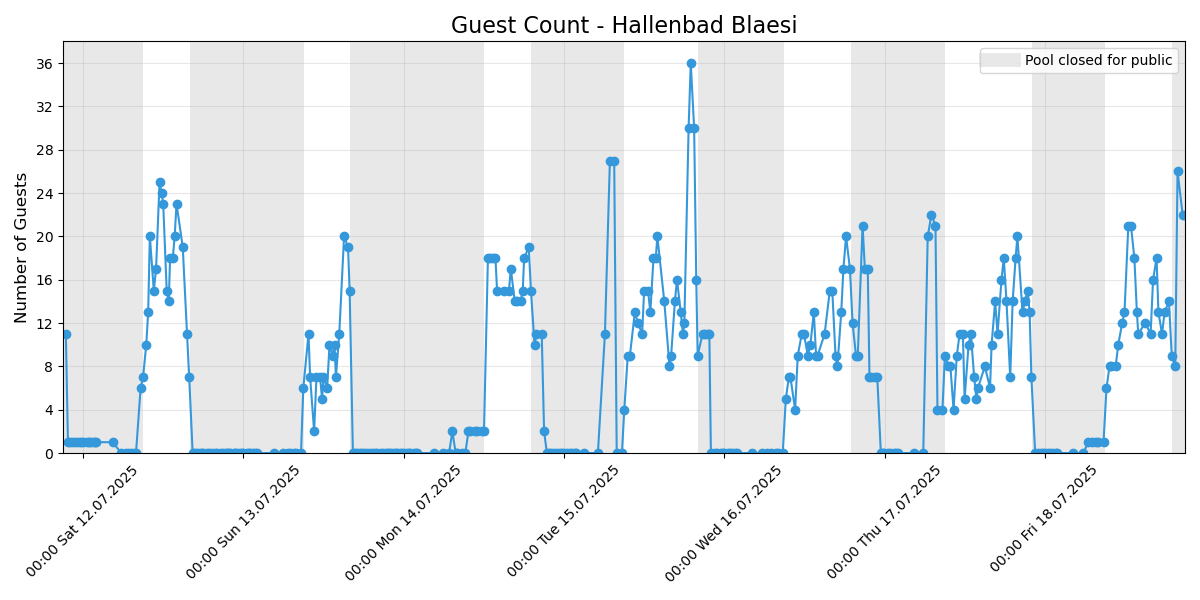 Guest Count - Hallenbad Blaesi
Pool closed for public
Number of Guests
36
32
28
24
20
16
12
8
4
0
00:00 Sat 12.07.2025
00:00 Sun 13.07.2025
00:00 Mon 14.07.2025
00:00 Tue 15.07.2025
00:00 Wed 16.07.2025
00:00 Thu 17.07.2025
00:00 Fri 18.07.2025